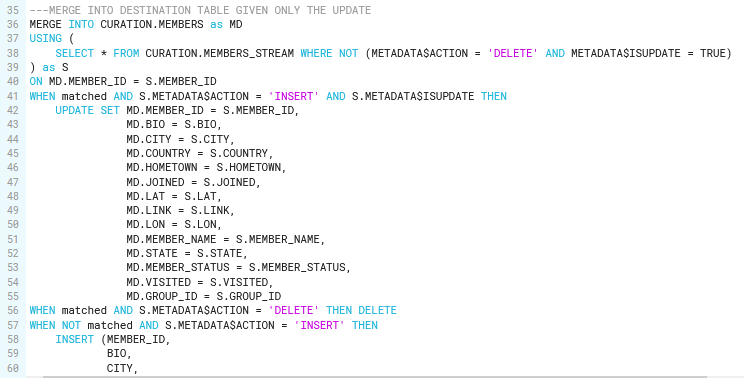 35 ---MERGE INTO DESTINATION TABLE GIVEN ONLY THE UPDATE
36 MERGE INTO CURATION.MEMBERS as MD
37 USING (
38     SELECT * FROM CURATION.MEMBERS_STREAM WHERE NOT (METADATA$ACTION = 'DELETE' AND METADATA$ISUPDATE = TRUE)
39 ) as S
40 ON MD.MEMBER_ID = S.MEMBER_ID
41 WHEN matched AND S.METADATA$ACTION = 'INSERT' AND S.METADATA$ISUPDATE THEN
42     UPDATE SET MD.MEMBER_ID = S.MEMBER_ID,
43                MD.BIO = S.BIO,
44                MD.CITY = S.CITY,
45                MD.COUNTRY = S.COUNTRY,
46                MD.HOMETOWN = S.HOMETOWN,
47                MD.JOINED = S.JOINED,
48                MD.LAT = S.LAT,
49                MD.LINK = S.LINK,
50                MD.LON = S.LON,
51                MD.MEMBER_NAME = S.MEMBER_NAME,
52                MD.STATE = S.STATE,
53                MD.MEMBER_STATUS = S.MEMBER_STATUS,
54                MD.VISITED = S.VISITED,
55                MD.GROUP_ID = S.GROUP_ID
56 WHEN matched AND S.METADATA$ACTION = 'DELETE' THEN DELETE
57 WHEN NOT matched AND S.METADATA$ACTION = 'INSERT' THEN
58     INSERT (MEMBER_ID,
59             BIO,
60             CITY,